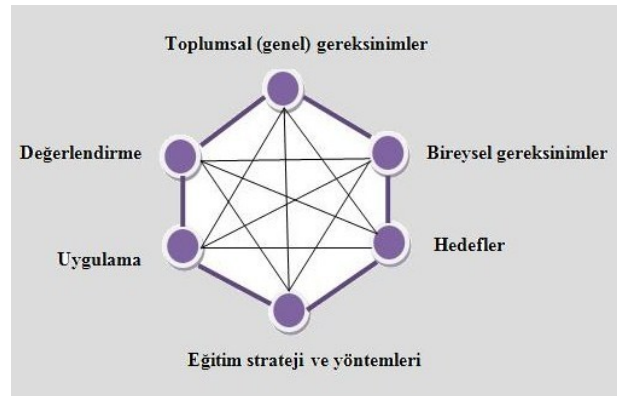 Toplumsal (genel) gereksinimler
Değerlendirme
Bireysel gereksinimler
Uygulama
Hedefler
Eğitim strateji ve yöntemleri